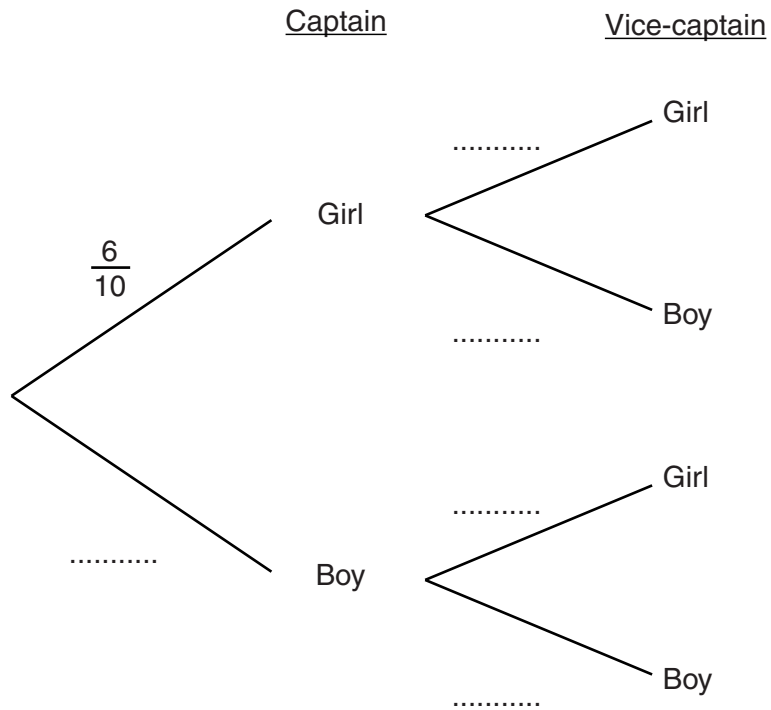 Captain
Vice-captain
Girl
...........
Girl
6
10
Boy
...........
Girl
...........
...........
Boy
Boy
...........